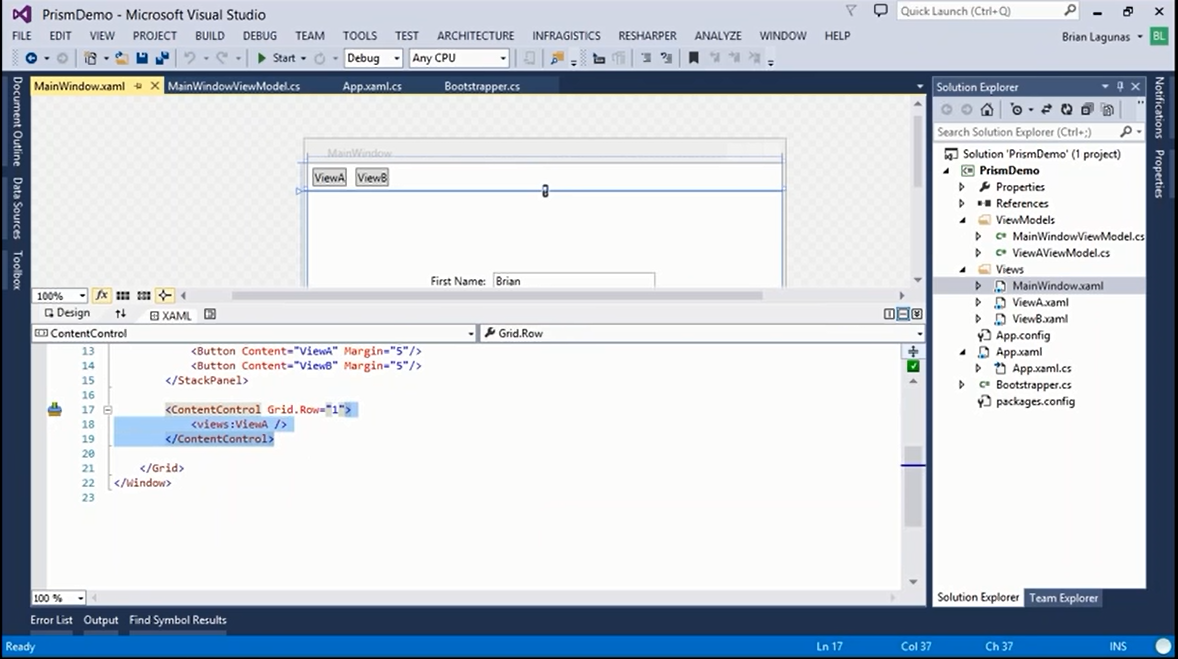 PrismDemo - Microsoft Visual Studio
Quick Launch (Ctrl+Q)
FILE EDIT VIEW PROJECT BUILD DEBUG TEAM TOOLS TEST ARCHITECTURE INFRAGISTICS RESHARPER ANALYZE WINDOW HELP
Brian Lagunas BL
Start Debug Any CPU
Document Outline
Data Sources
Toolbox
MainWindow.xaml MainWindowViewModel.cs App.xaml.cs Bootstrapper.cs
MainWindow
ViewA ViewB
First Name: Brian
100% fx
Design XAML
ContentControl Grid.Row
13 <Button Content="ViewA" Margin="5"/>
14 <Button Content="ViewB" Margin="5"/>
15 </StackPanel>
16
17 <ContentControl Grid.Row="1">
18 <views:ViewA />
19 </ContentControl>
20
21 </Grid>
22 </Window>
23
100 %
Solution Explorer
Search Solution Explorer (Ctrl+;)
Solution 'PrismDemo' (1 project)
PrismDemo
Properties
References
ViewModels
MainWindowViewModel.cs
ViewAViewModel.cs
Views
MainWindow.xaml
ViewA.xaml
ViewB.xaml
App.config
App.xaml
App.xaml.cs
Bootstrapper.cs
packages.config
Solution Explorer Team Explorer
Notifications
Properties
Error List Output Find Symbol Results
Ready Ln 17 Col 37 Ch 37 INS